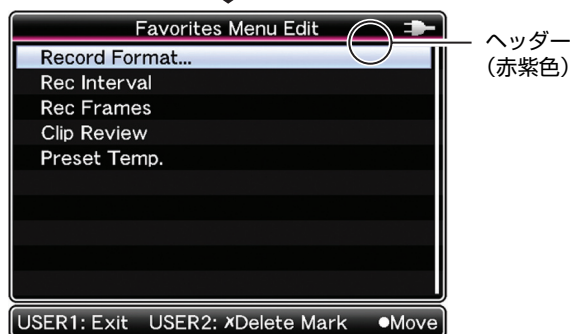 Favorites Menu Edit
ヘッダー
（赤紫色）
Record Format...
Rec Interval
Rec Frames
Clip Review
Preset Temp.
USER1: Exit USER2: ✗Delete Mark ●Move